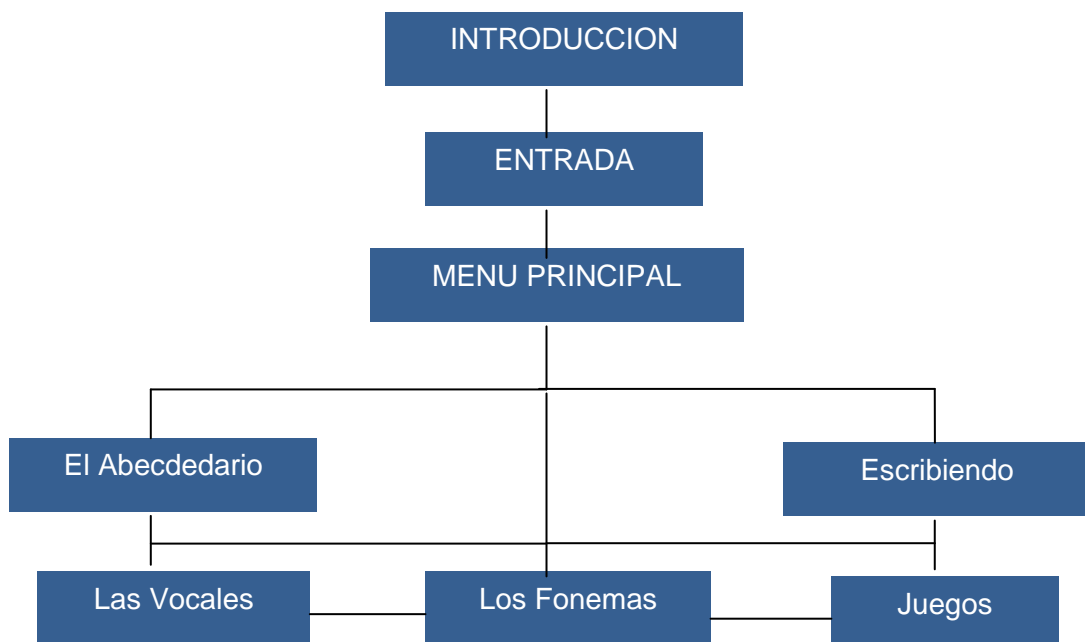 INTRODUCCION
ENTRADA
MENU PRINCIPAL
El Abecdedario
Escribiendo
Las Vocales
Los Fonemas
Juegos